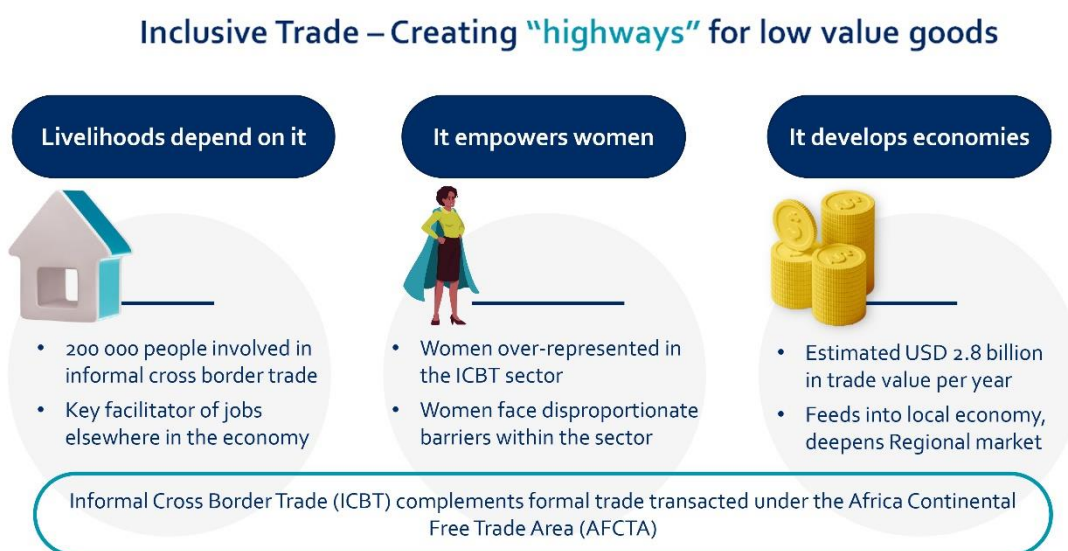 Inclusive Trade – Creating “highways” for low value goods
Livelihoods depend on it
• 200 000 people involved in
informal cross border trade
• Key facilitator of jobs
elsewhere in the economy
It empowers women
• Women over-represented in
the ICBT sector
• Women face disproportionate
barriers within the sector
It develops economies
• Estimated USD 2.8 billion
in trade value per year
• Feeds into local economy,
deepens Regional market
Informal Cross Border Trade (ICBT) complements formal trade transacted under the Africa Continental
Free Trade Area (AFCTA)